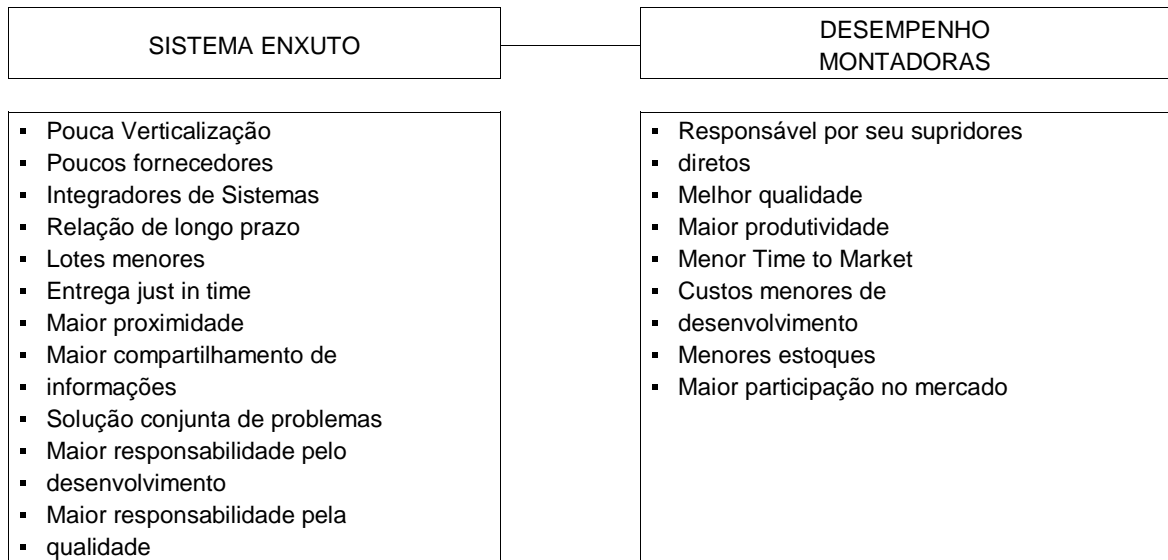 SISTEMA ENXUTO
DESEMPENHO
MONTADORAS
▪ Pouca Verticalização
▪ Poucos fornecedores
▪ Integradores de Sistemas
▪ Relação de longo prazo
▪ Lotes menores
▪ Entrega just in time
▪ Maior proximidade
▪ Maior compartilhamento de
▪ informações
▪ Solução conjunta de problemas
▪ Maior responsabilidade pelo
▪ desenvolvimento
▪ Maior responsabilidade pela
▪ qualidade
▪ Responsável por seu supridores
▪ diretos
▪ Melhor qualidade
▪ Maior produtividade
▪ Menor Time to Market
▪ Custos menores de
▪ desenvolvimento
▪ Menores estoques
▪ Maior participação no mercado